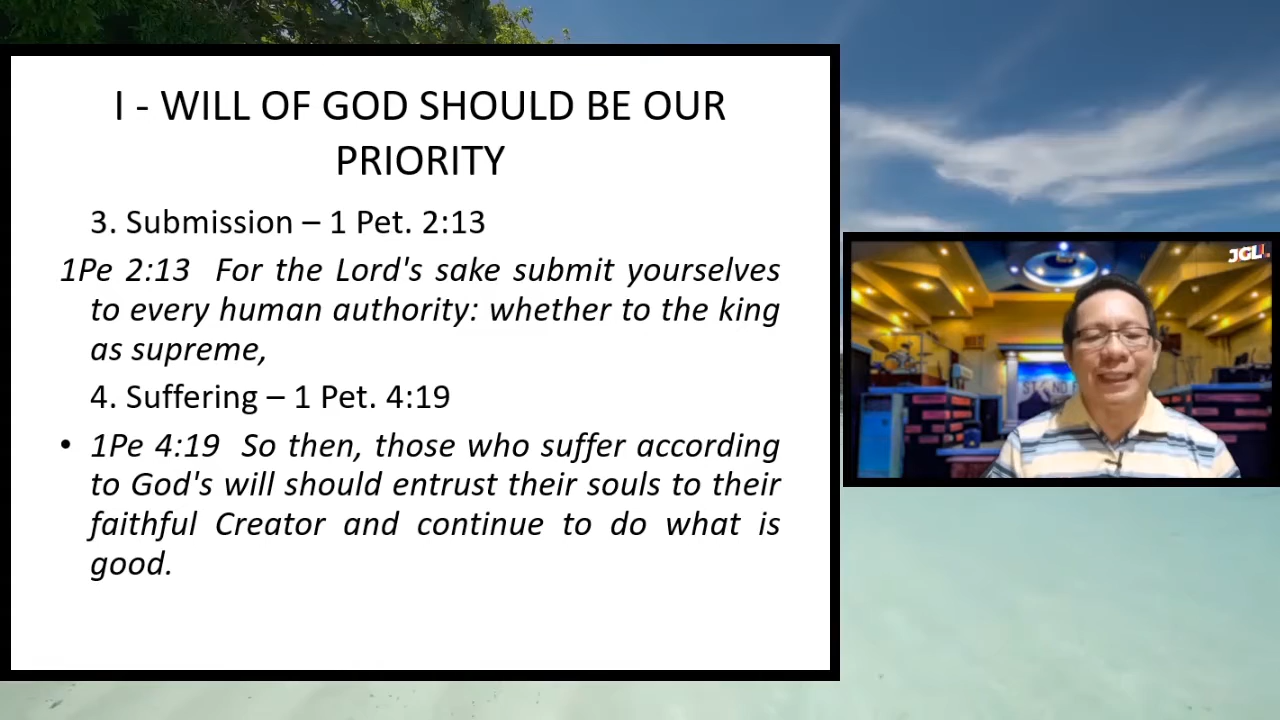 I - WILL OF GOD SHOULD BE OUR
PRIORITY
3. Submission – 1 Pet. 2:13
1Pe 2:13 For the Lord's sake submit yourselves
to every human authority: whether to the king
as supreme,
4. Suffering – 1 Pet. 4:19
• 1Pe 4:19 So then, those who suffer according
to God's will should entrust their souls to their
faithful Creator and continue to do what is
good.